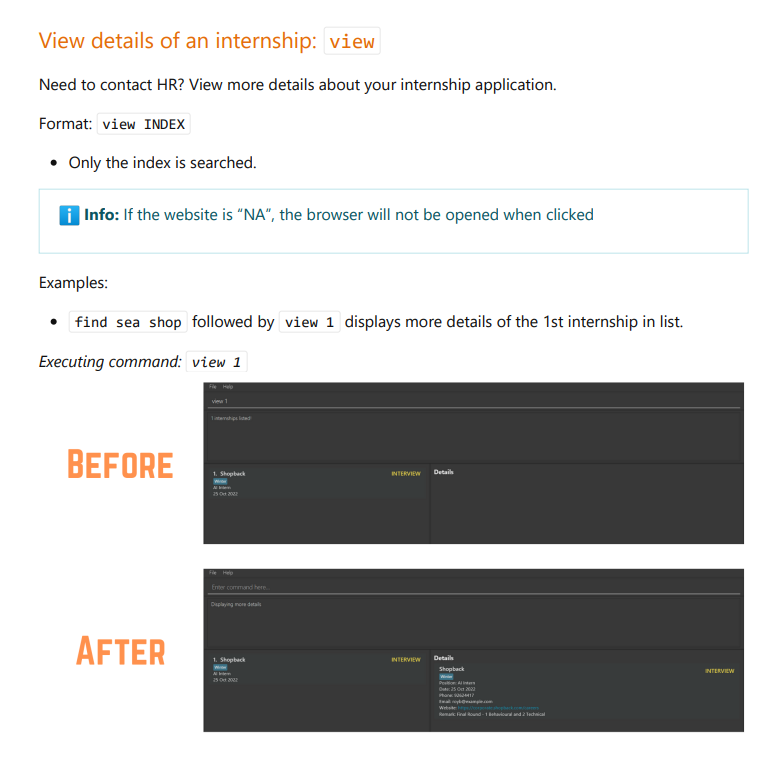 View details of an internship: view
Need to contact HR? View more details about your internship application.
Format: view INDEX
Only the index is searched.
Info: If the website is “NA”, the browser will not be opened when clicked
Examples:
find sea shop followed by view 1 displays more details of the 1st internship in list.
Executing command: view 1
BEFORE
File Help
view 1
1 internships listed!
1. Shopback INTERVIEW
Winter
AI Intern
25 Oct 2022
Details
AFTER
File Help
Enter command here...
Displaying more details
1. Shopback INTERVIEW
Winter
AI Intern
25 Oct 2022
Details
Shopback INTERVIEW
Winter
Position: AI Intern
Date: 25 Oct 2022
Phone: 92624417
Email: royb@example.com
Website:
Remark: Final Round - 1 Behavioural and 2 Technical